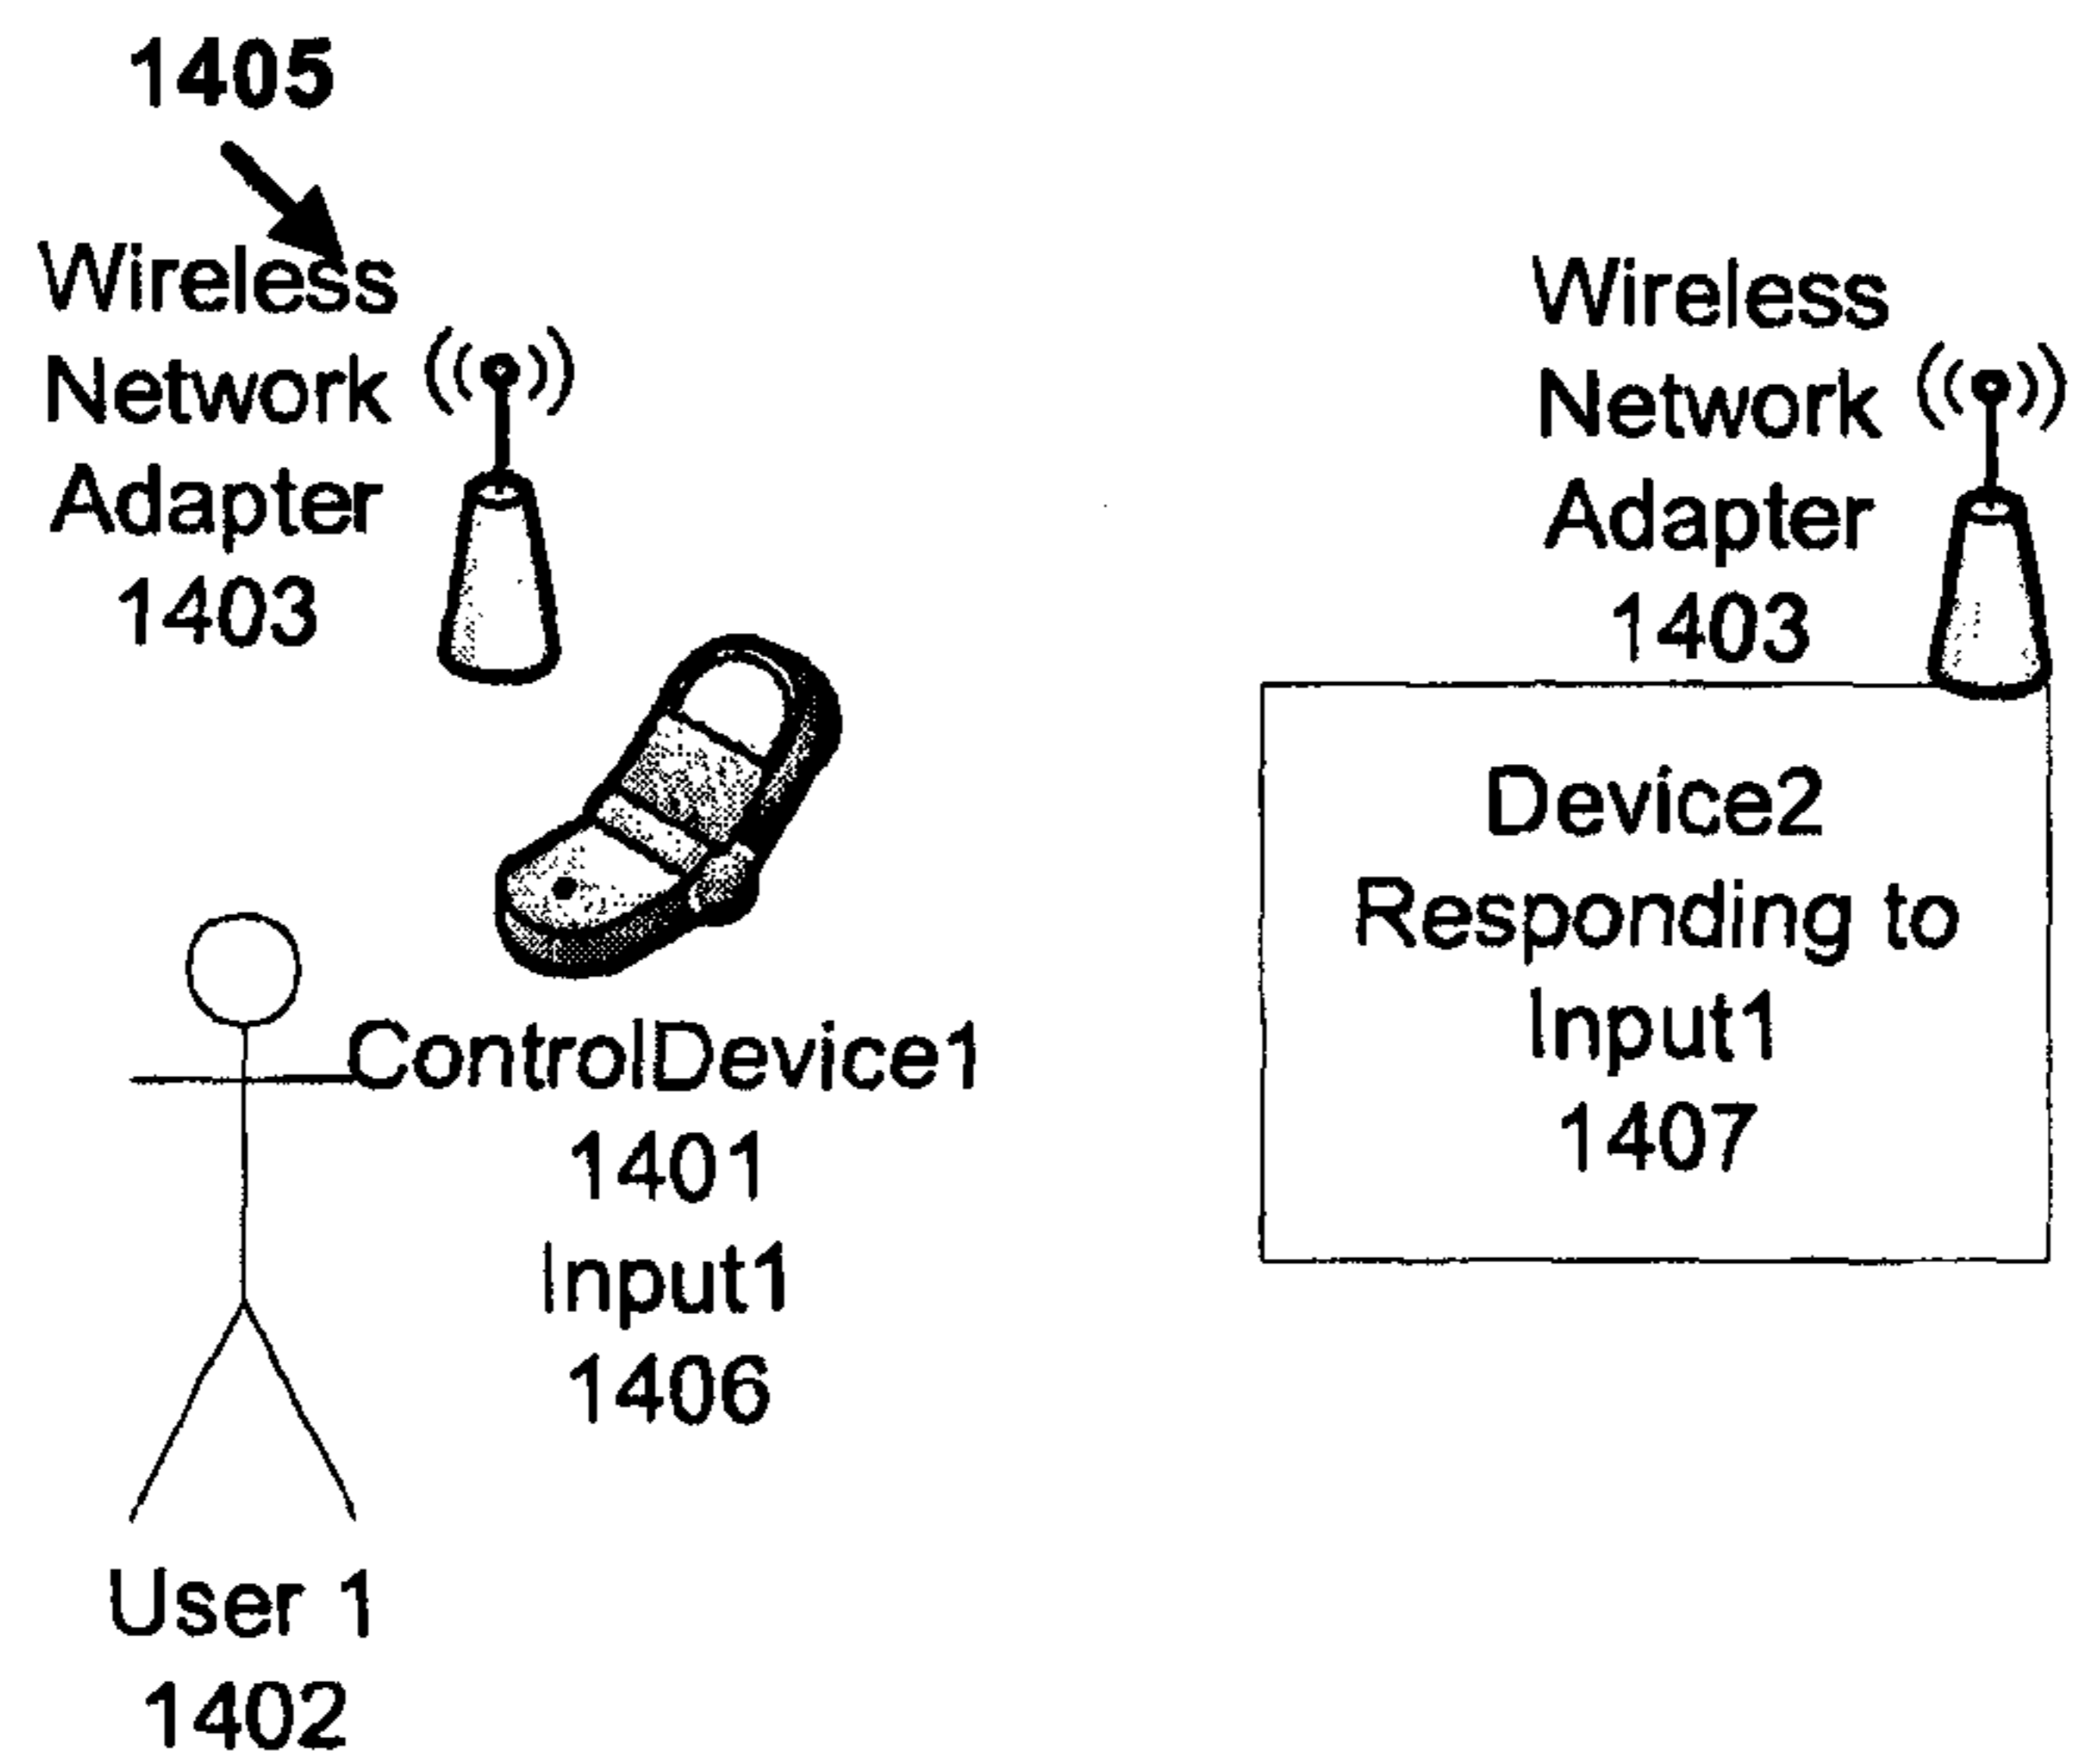 1405
Wireless
Network
Adapter
1403
Wireless
Network
Adapter
1403
ControlDevice1
1401
Input1
1406
Device2
Responding to
Input1
1407
User 1
1402